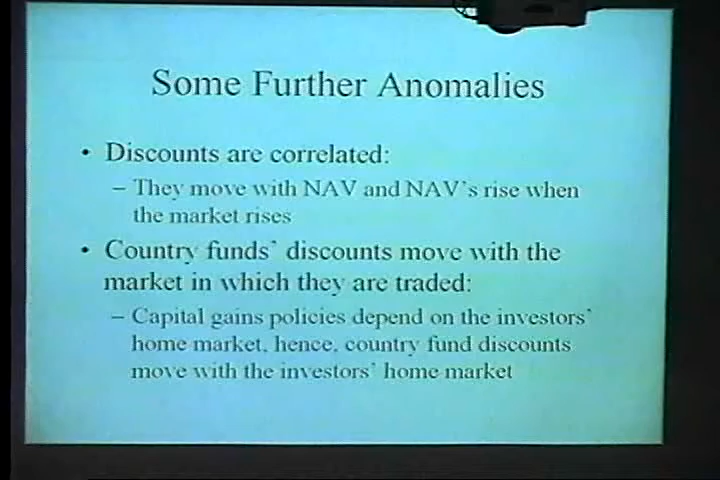 Some Further Anomalies
• Discounts are correlated:
– They move with NAV and NAV's rise when
the market rises
• Country funds' discounts move with the
market in which they are traded:
– Capital gains policies depend on the investors'
home market, hence, country fund discounts
move with the investors' home market